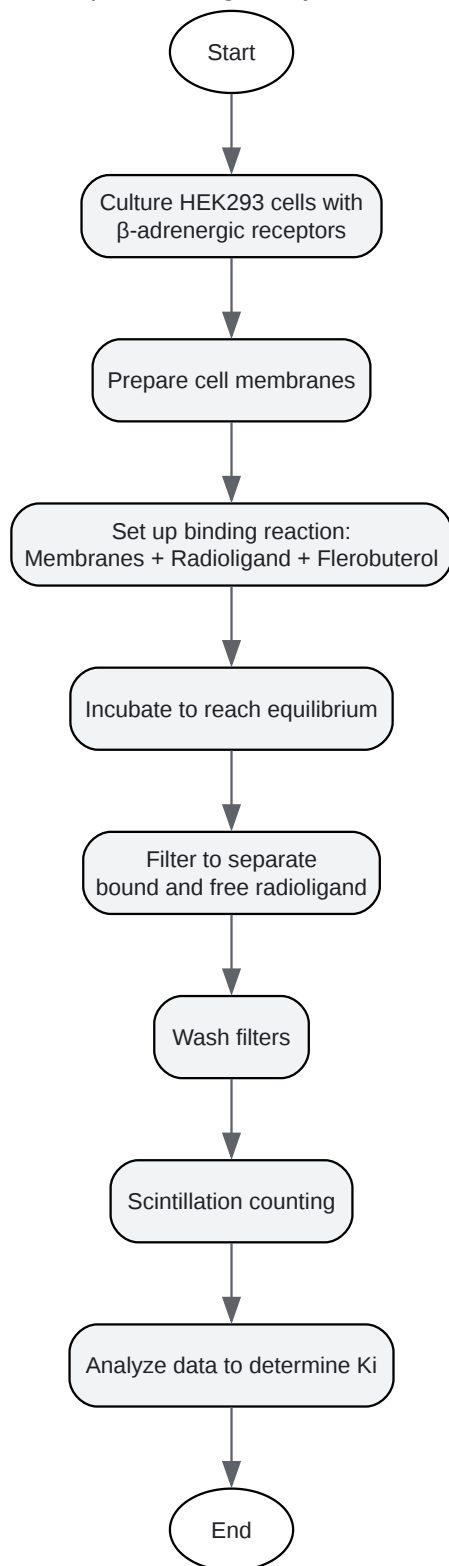 Start
Culture HEK293 cells with
β-adrenergic receptors
Prepare cell membranes
Set up binding reaction:
Membranes + Radioligand + Flerobuterol
Incubate to reach equilibrium
Filter to separate
bound and free radioligand
Wash filters
Scintillation counting
Analyze data to determine Ki
End